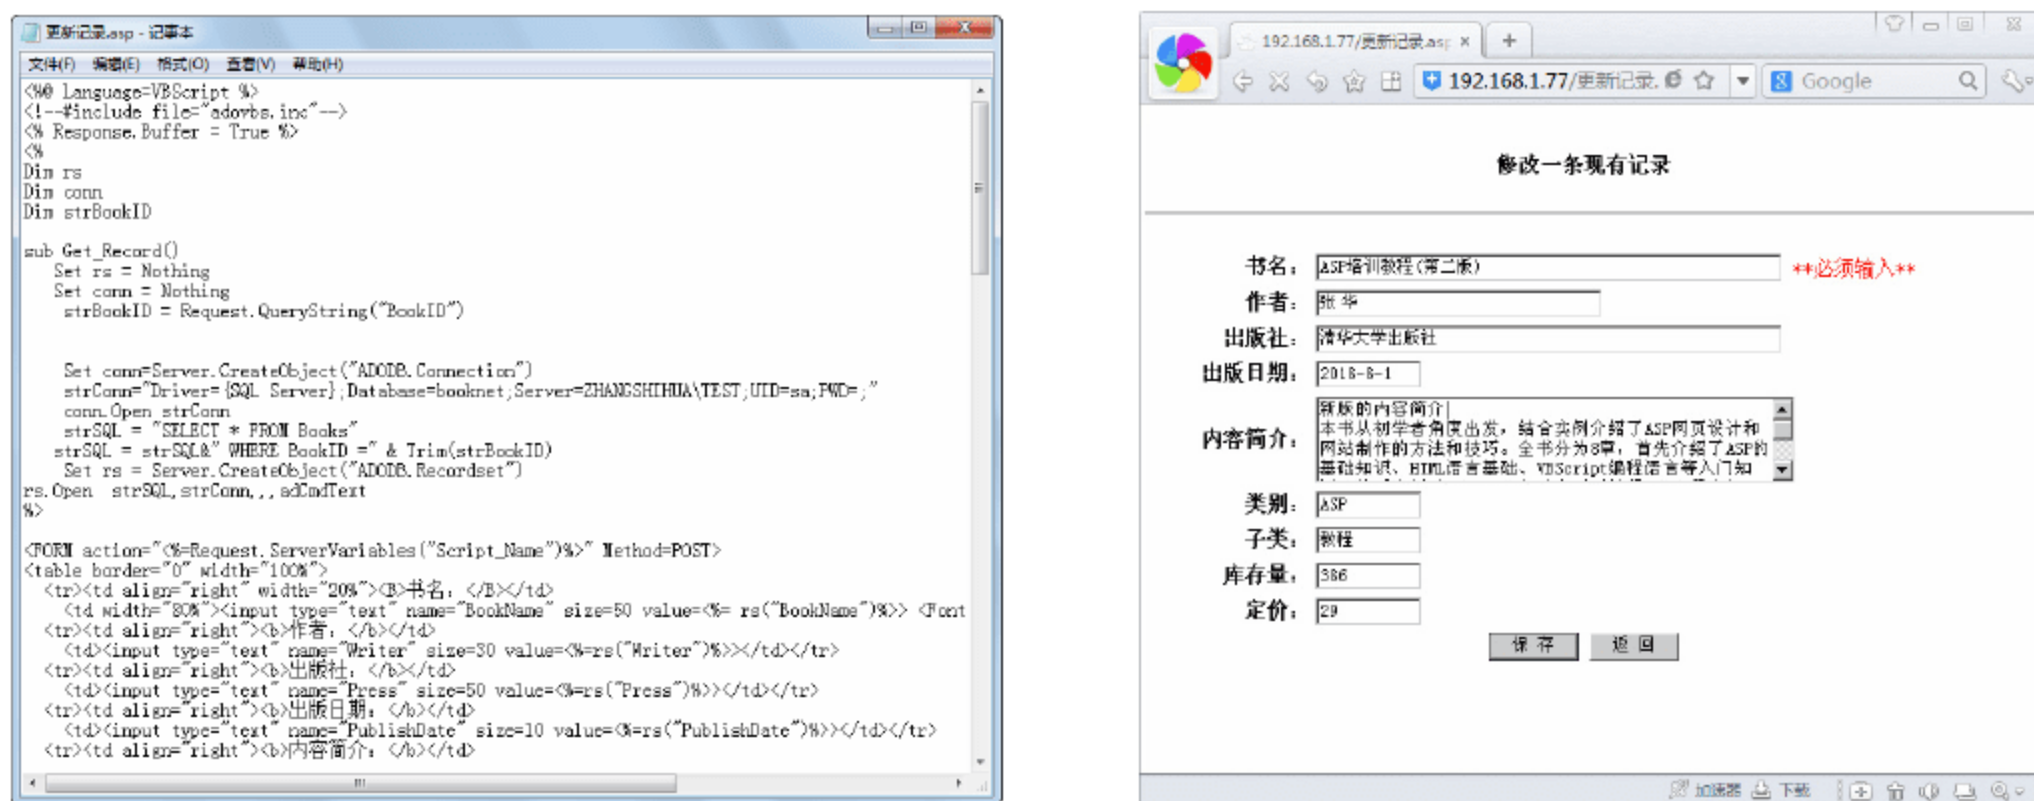 更新记录.asp - 记事本
文件(F) 编辑(E) 格式(O) 查看(V) 帮助(H)
<%@ Language=VBScript %>
<!--#include file="adovbs.inc"-->
<% Response.Buffer = True %>
<%
Dim rs
Dim conn
Dim strBookID
sub Get_Record()
Set rs = Nothing
Set conn = Nothing
strBookID = Request.QueryString("BookID")
Set conn=Server.CreateObject("ADODB.Connection")
strConn="Driver={SQL Server};Database=booknet;Server=ZHANGSHIHUA\TEST;UID=sa;PWD=;"
conn.Open strConn
strSQL = "SELECT * FROM Books"
strSQL = strSQL&" WHERE BookID =" & Trim(strBookID)
Set rs = Server.CreateObject("ADODB.Recordset")
rs.Open strSQL,strConn,,,adCmdText
%>
<FORM action="<%=Request.ServerVariables("Script_Name")%>" Method=POST>
<table border="0" width="100%">
<tr><td align="right" width="20%"><B>书名：</B></td>
<td width="80%"><input type="text" name="BookName" size=50 value=<%= rs("BookName")%>> <Font
<tr><td align="right"><b>作者：</b></td>
<td><input type="text" name="Writer" size=30 value=<%=rs("Writer")%>></td></tr>
<tr><td align="right"><b>出版社：</b></td>
<td><input type="text" name="Press" size=50 value=<%=rs("Press")%>></td></tr>
<tr><td align="right"><b>出版日期：</b></td>
<td><input type="text" name="PublishDate" size=10 value=<%=rs("PublishDate")%>></td></tr>
<tr><td align="right"><b>内容简介：</b></td>
192.168.1.77/更新记录.asp
192.168.1.77/更新记录. Google
修改一条现有记录
书名： ASP培训教程(第二版) **必须输入**
作者： 张 华
出版社： 清华大学出版社
出版日期： 2016-8-1
内容简介： 新版的内容简介
本书从初学者角度出发，结合实例介绍了ASP网页设计和
网站制作的方法和技巧。全书分为8章，首先介绍了ASP的
基础知识、HTML语言基础、VBScript编程语言等入门知
类别： ASP
子类： 教程
库存量： 386
定价： 29
保 存 返 回
加速器 下载